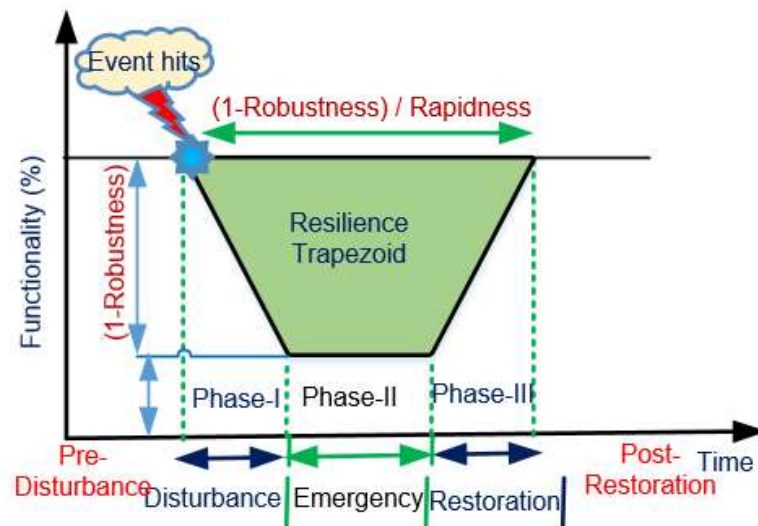 Event hits
(1-Robustness) / Rapidness
Functionality (%)
(1-Robustness)
Resilience
Trapezoid
Phase-I
Phase-II
Phase-III
Pre-
Disturbance
Disturbance
Emergency
Restoration
Post-
Restoration
Time